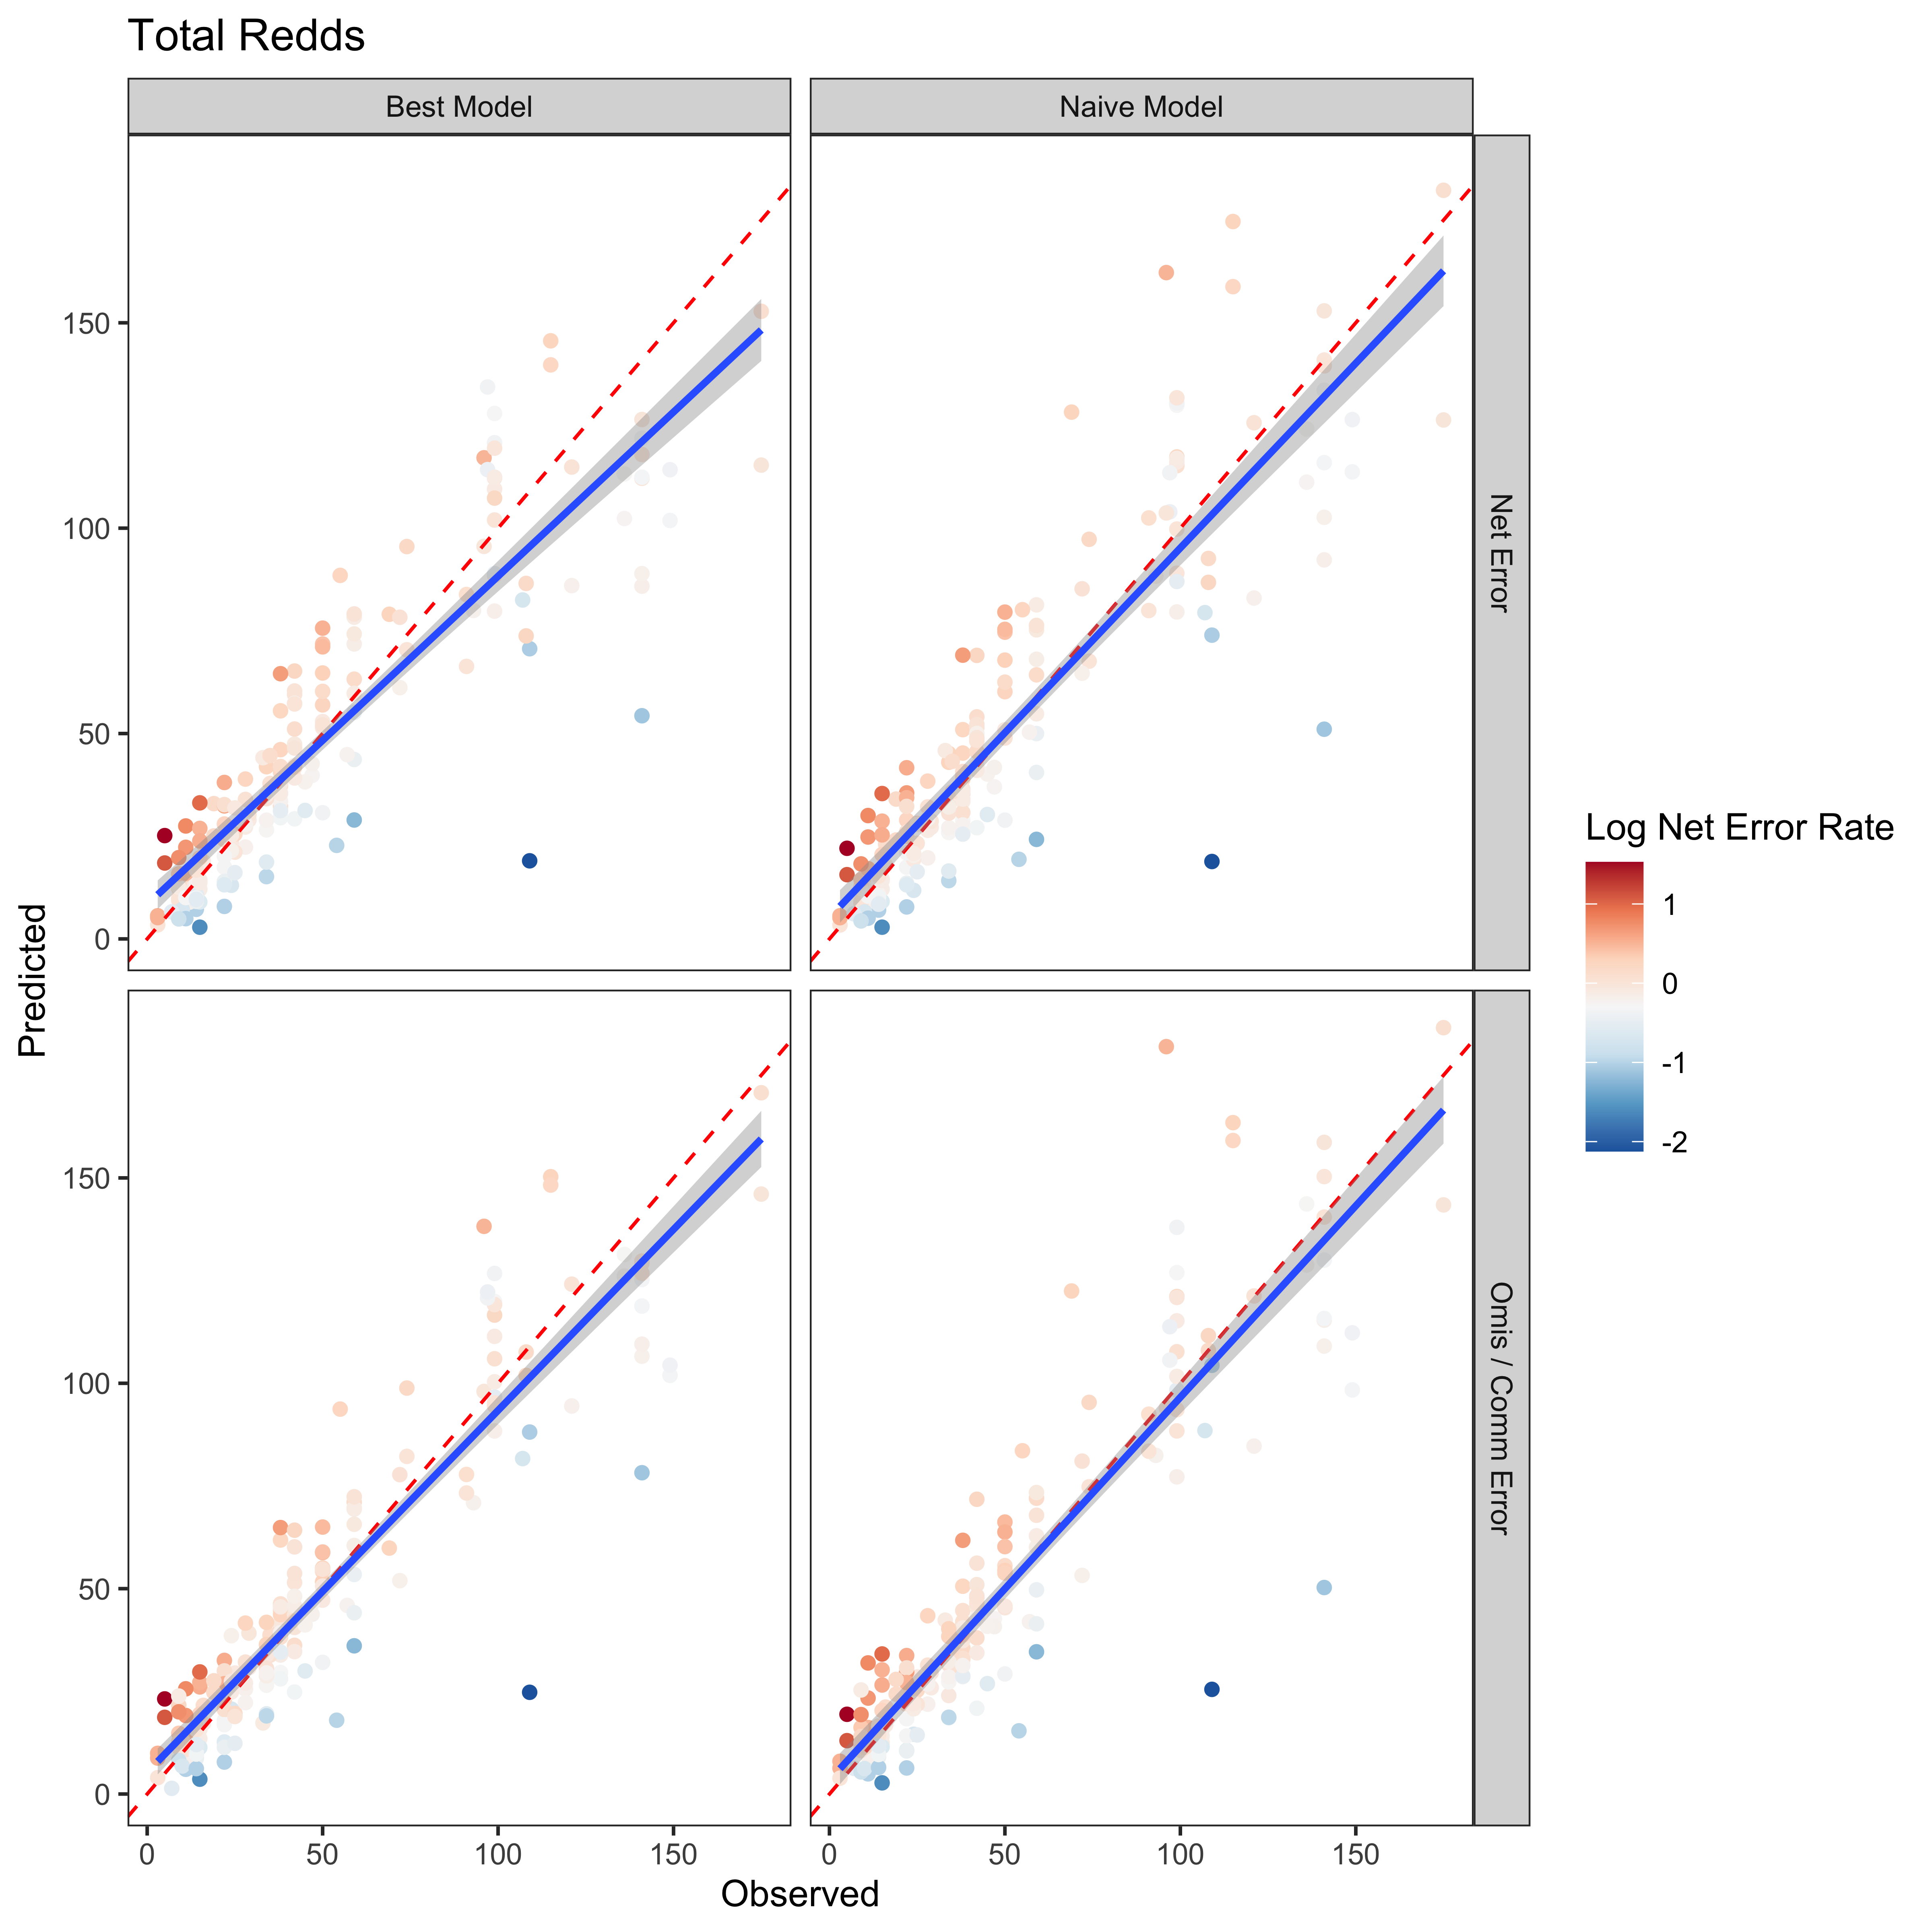 Total Redds
Best Model
Naive Model
150
100
50
0
Net Error
150
100
50
0
Omis / Comm Error
0
50
100
150
0
50
100
150
Predicted
Observed
Log Net Error Rate
1
0
-1
-2